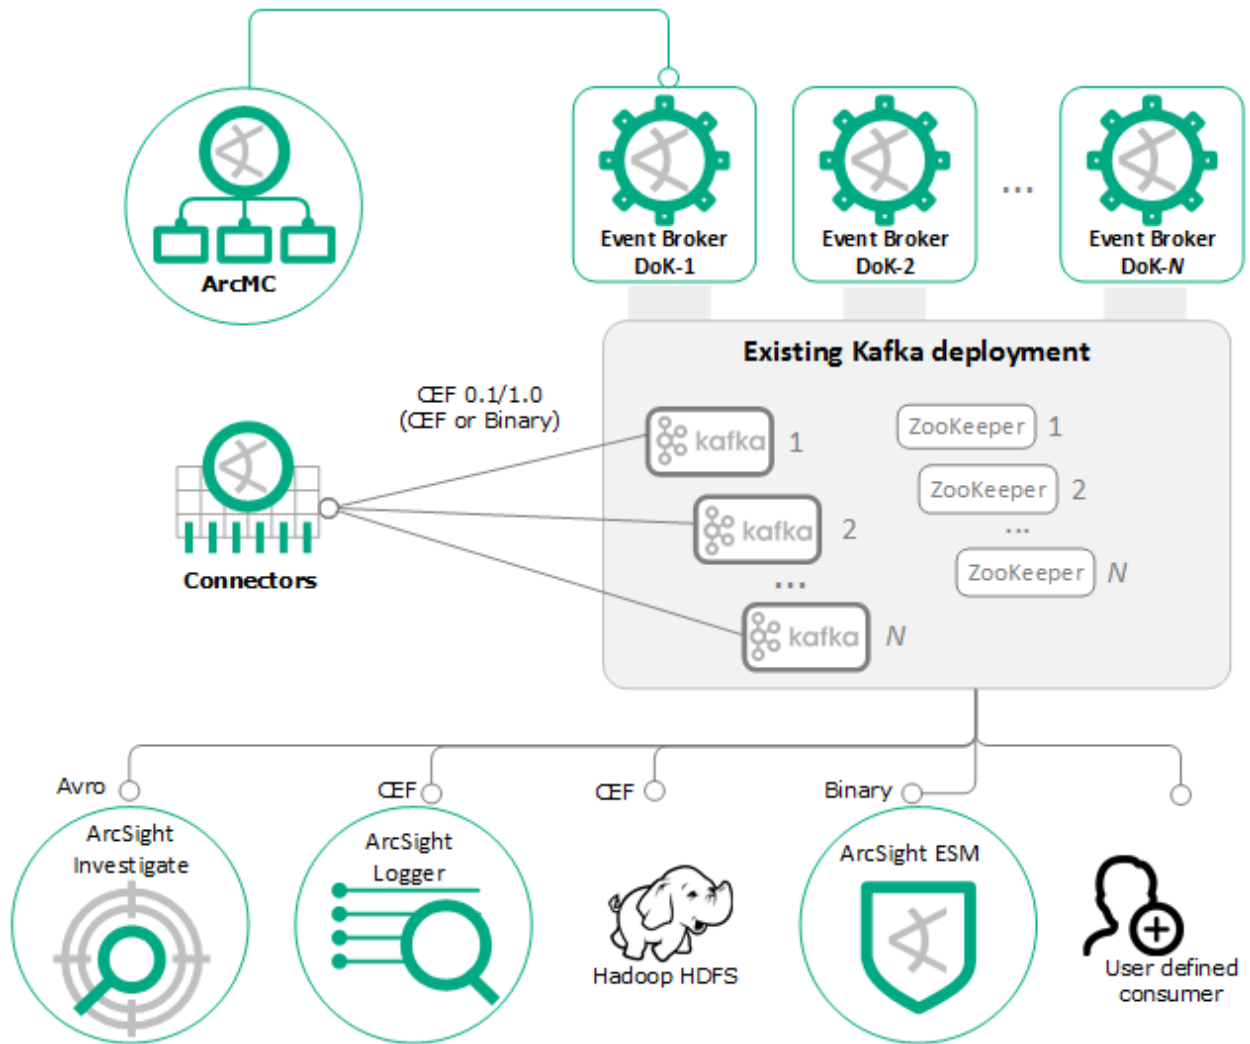 Event Broker
DoK-1
Event Broker
DoK-2
...
Event Broker
DoK-N
ArcMC
Existing Kafka deployment
CEF 0.1/1.0
(CEF or Binary)
kafka 1
kafka 2
...
kafka N
ZooKeeper 1
ZooKeeper 2
...
ZooKeeper N
Connectors
Avro
CEF
CEF
Binary
ArcSight
Investigate
ArcSight
Logger
Hadoop HDFS
ArcSight ESM
User defined
consumer